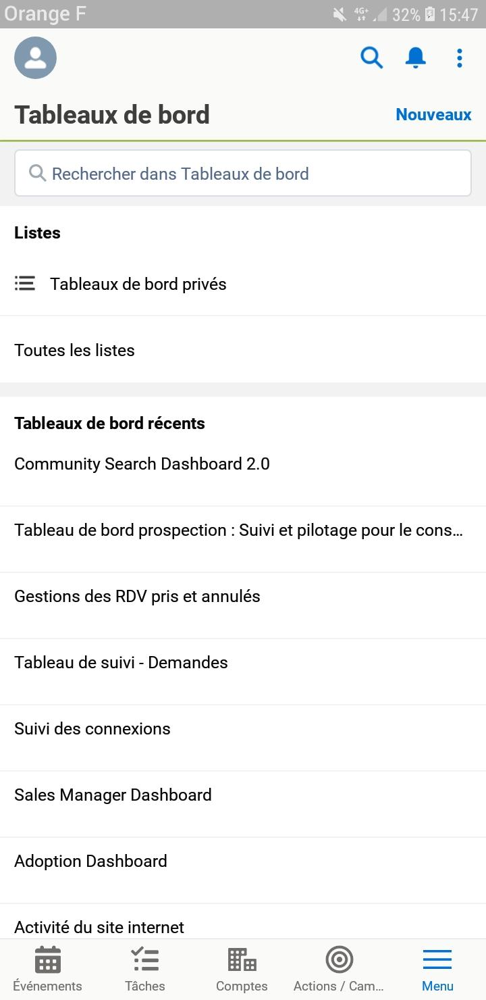 Orange F 4G+ 32% 15:47
Tableaux de bord Nouveaux
Rechercher dans Tableaux de bord
Listes
Tableaux de bord privés
Toutes les listes
Tableaux de bord récents
Community Search Dashboard 2.0
Tableau de bord prospection : Suivi et pilotage pour le cons...
Gestions des RDV pris et annulés
Tableau de suivi - Demandes
Suivi des connexions
Sales Manager Dashboard
Adoption Dashboard
Activité du site internet
Événements Tâches Comptes Actions / Cam... Menu